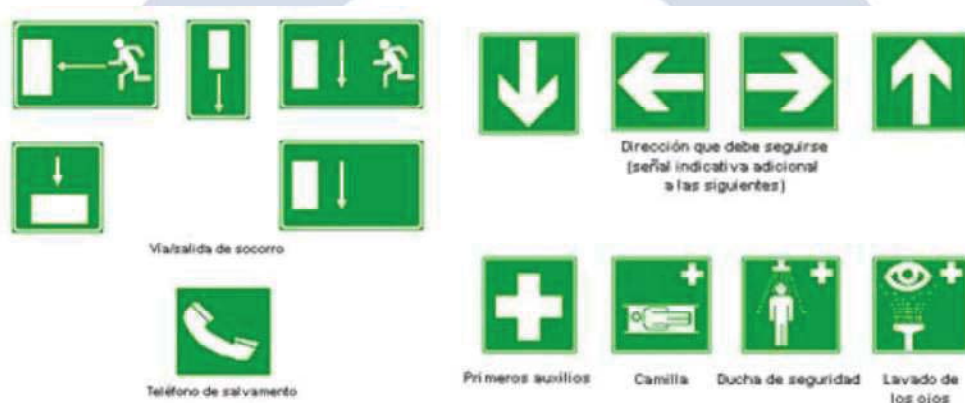 Dirección que debe seguirse
(señal indicativa adicional
a las siguientes)
Vía/salida de socorro
Teléfono de salvamento
Primeros auxilios
Camilla
Ducha de seguridad
Lavado de
los ojos